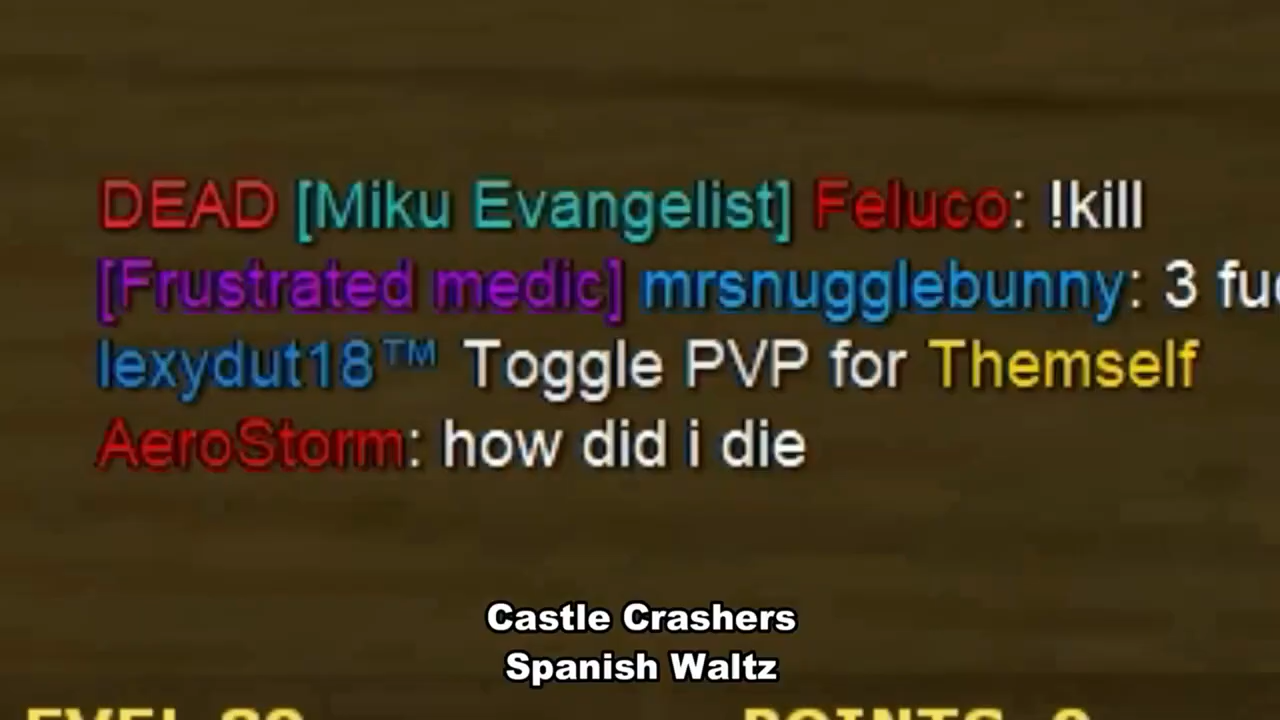 DEAD [Miku Evangelist] Feluco: !kill
[Frustrated medic] mrsnugglebunny: 3
lexydut18™ Toggle PVP for Themself
AeroStorm: how did i die
Castle Crashers
Spanish Waltz